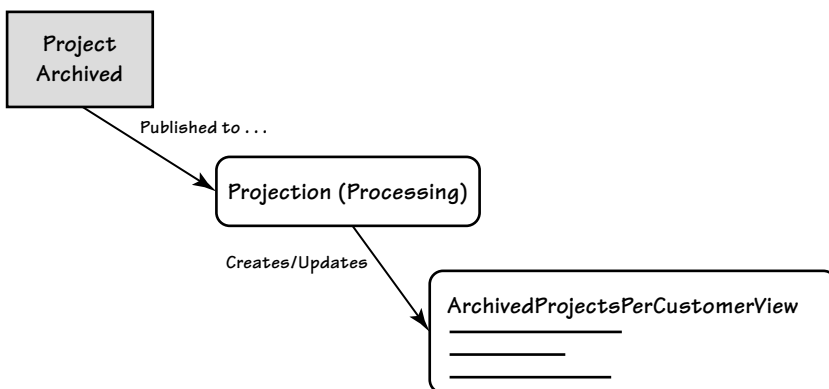 Project
Archived
Published to . . .
Projection (Processing)
Creates/Updates
ArchivedProjectsPerCustomerView